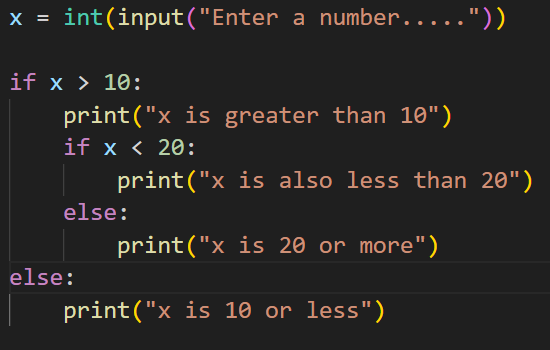 x = int(input("Enter a number....."))
if x > 10:
    print("x is greater than 10")
    if x < 20:
        print("x is also less than 20")
    else:
        print("x is 20 or more")
else:
    print("x is 10 or less")